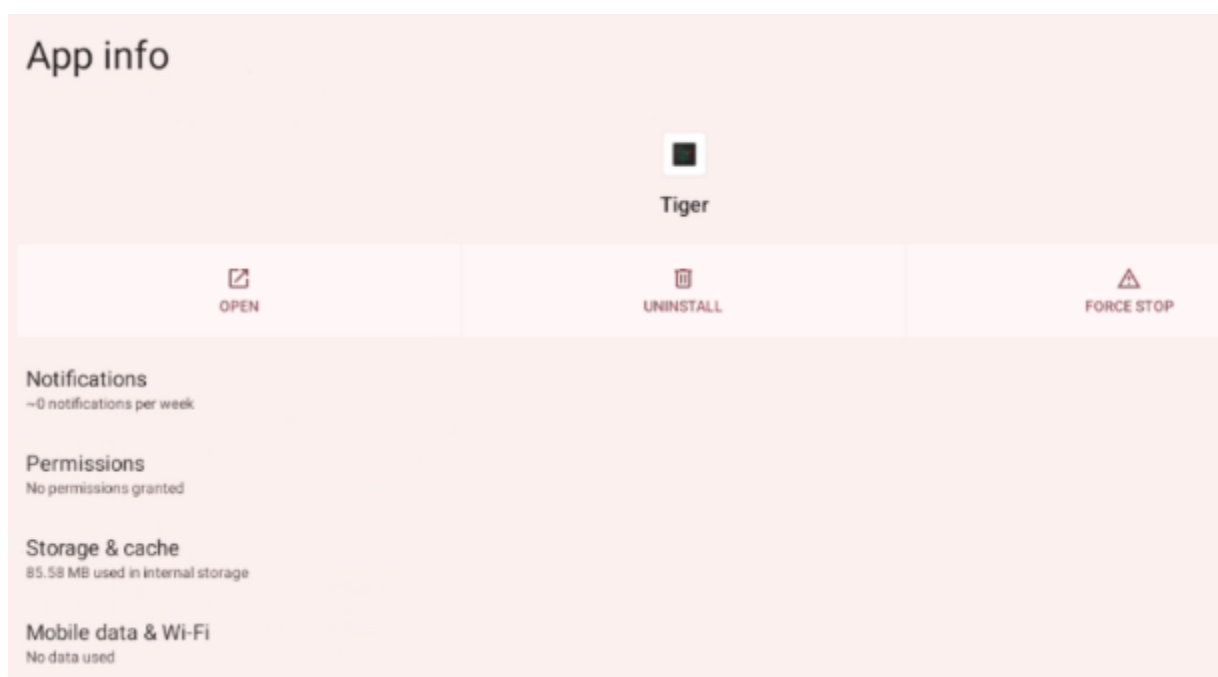 App info
Tiger
OPEN
UNINSTALL
FORCE STOP
Notifications
~0 notifications per week
Permissions
No permissions granted
Storage & cache
85.58 MB used in internal storage
Mobile data & Wi-Fi
No data used